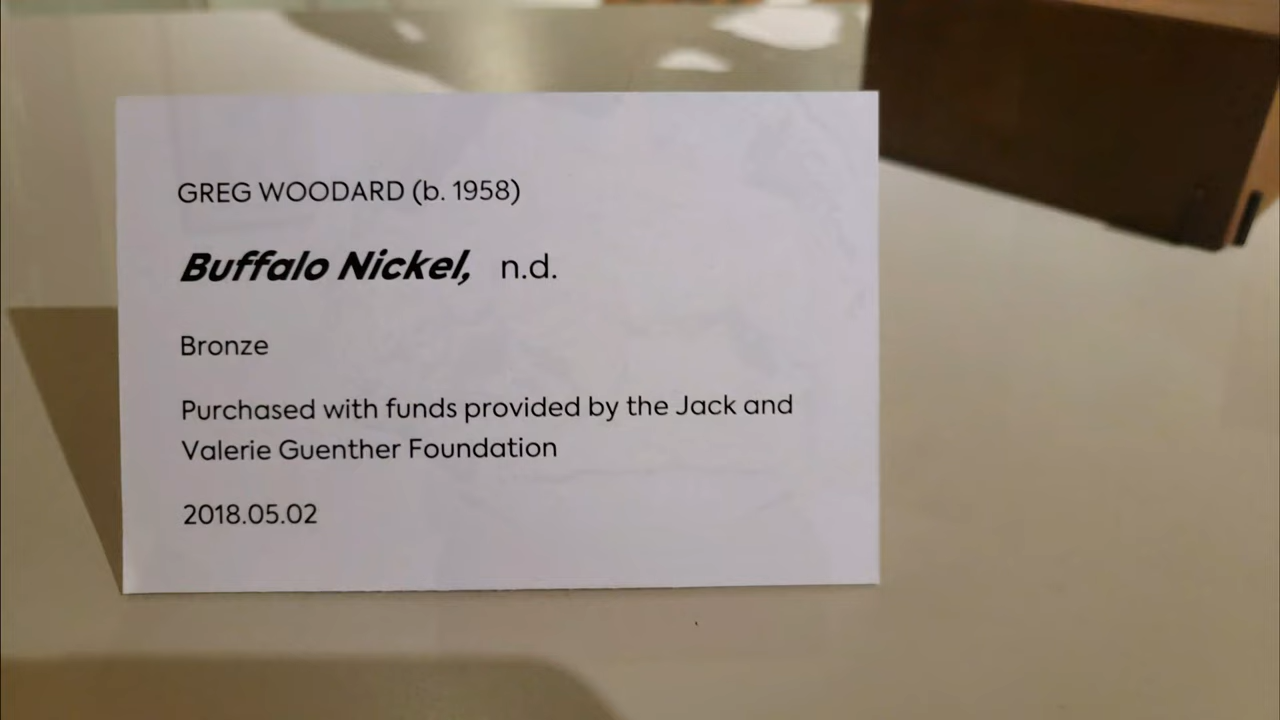 GREG WOODARD (b. 1958)
Buffalo Nickel, n.d.
Bronze
Purchased with funds provided by the Jack and
Valerie Guenther Foundation
2018.05.02